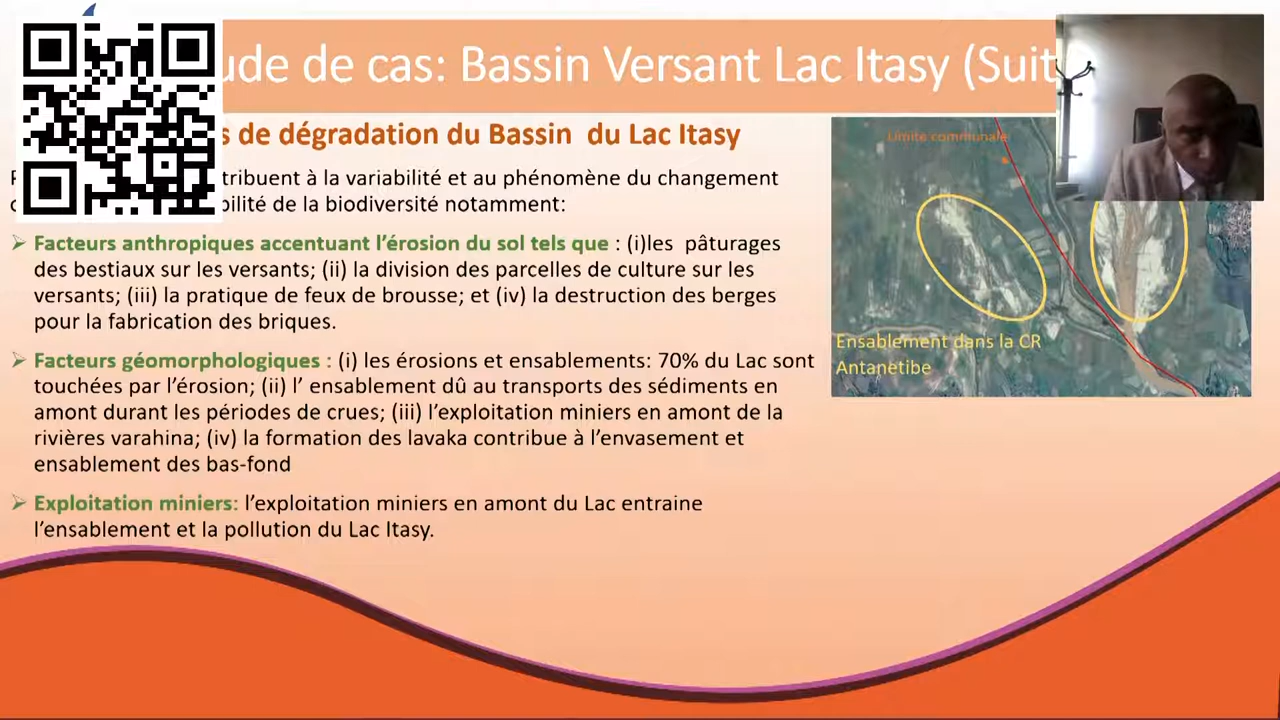 ude de cas: Bassin Versant Lac Itasy (Suit
s de dégradation du Bassin du Lac Itasy
tribuent à la variabilité et au phénomène du changement
bilité de la biodiversité notamment:
➢ Facteurs anthropiques accentuant l’érosion du sol tels que : (i)les pâturages
des bestiaux sur les versants; (ii) la division des parcelles de culture sur les
versants; (iii) la pratique de feux de brousse; et (iv) la destruction des berges
pour la fabrication des briques.
➢ Facteurs géomorphologiques : (i) les érosions et ensablements: 70% du Lac sont
touchées par l’érosion; (ii) l’ ensablement dû au transports des sédiments en
amont durant les périodes de crues; (iii) l’exploitation miniers en amont de la
rivières varahina; (iv) la formation des lavaka contribue à l’envasement et
ensablement des bas-fond
➢ Exploitation miniers: l’exploitation miniers en amont du Lac entraine
l’ensablement et la pollution du Lac Itasy.
Limite communale
Ensablement dans la CR
Antanetibe